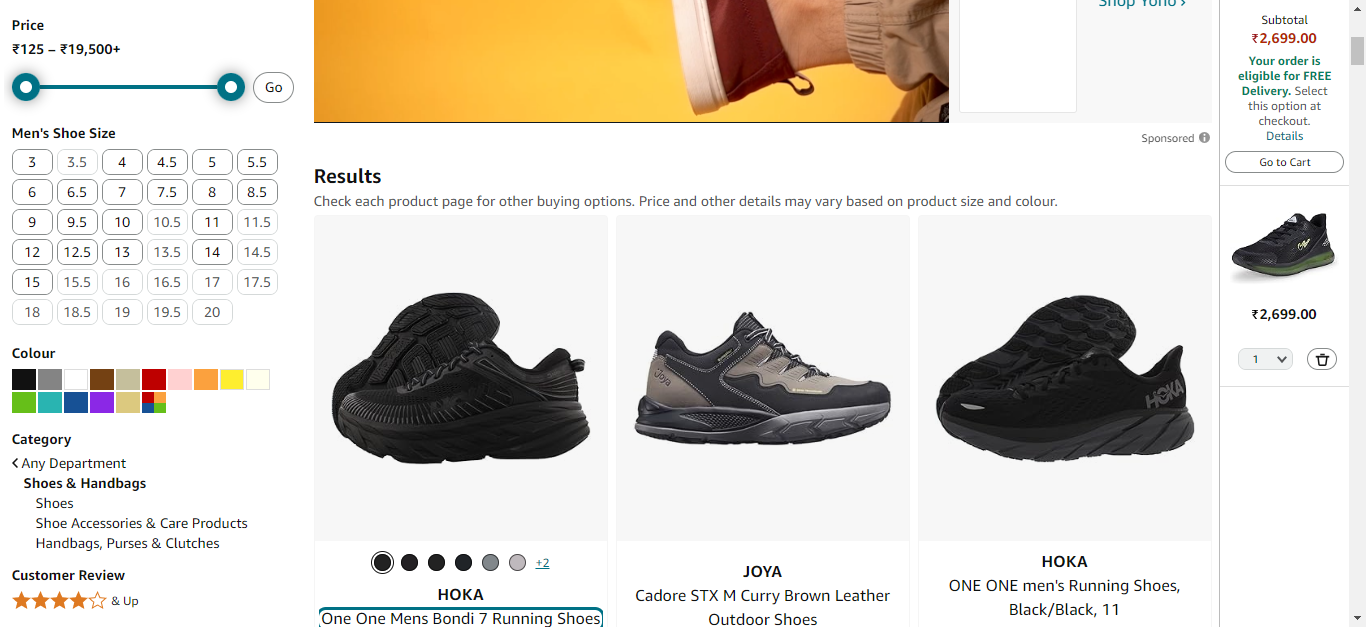 Price
₹125 – ₹19,500+
Go
Men's Shoe Size
3 3.5 4 4.5 5 5.5
6 6.5 7 7.5 8 8.5
9 9.5 10 10.5 11 11.5
12 12.5 13 13.5 14 14.5
15 15.5 16 16.5 17 17.5
18 18.5 19 19.5 20
Colour
Category
Any Department
Shoes & Handbags
Shoes
Shoe Accessories & Care Products
Handbags, Purses & Clutches
Customer Review
& Up
Shop Yoho ›
Sponsored
Results
Check each product page for other buying options. Price and other details may vary based on product size and colour.
Joya
HOKA
+2
HOKA
One One Mens Bondi 7 Running Shoes
JOYA
Cadore STX M Curry Brown Leather
Outdoor Shoes
HOKA
ONE ONE men's Running Shoes,
Black/Black, 11
Subtotal
₹2,699.00
Your order is
eligible for FREE
Delivery. Select
this option at
checkout.
Details
Go to Cart
₹2,699.00
1